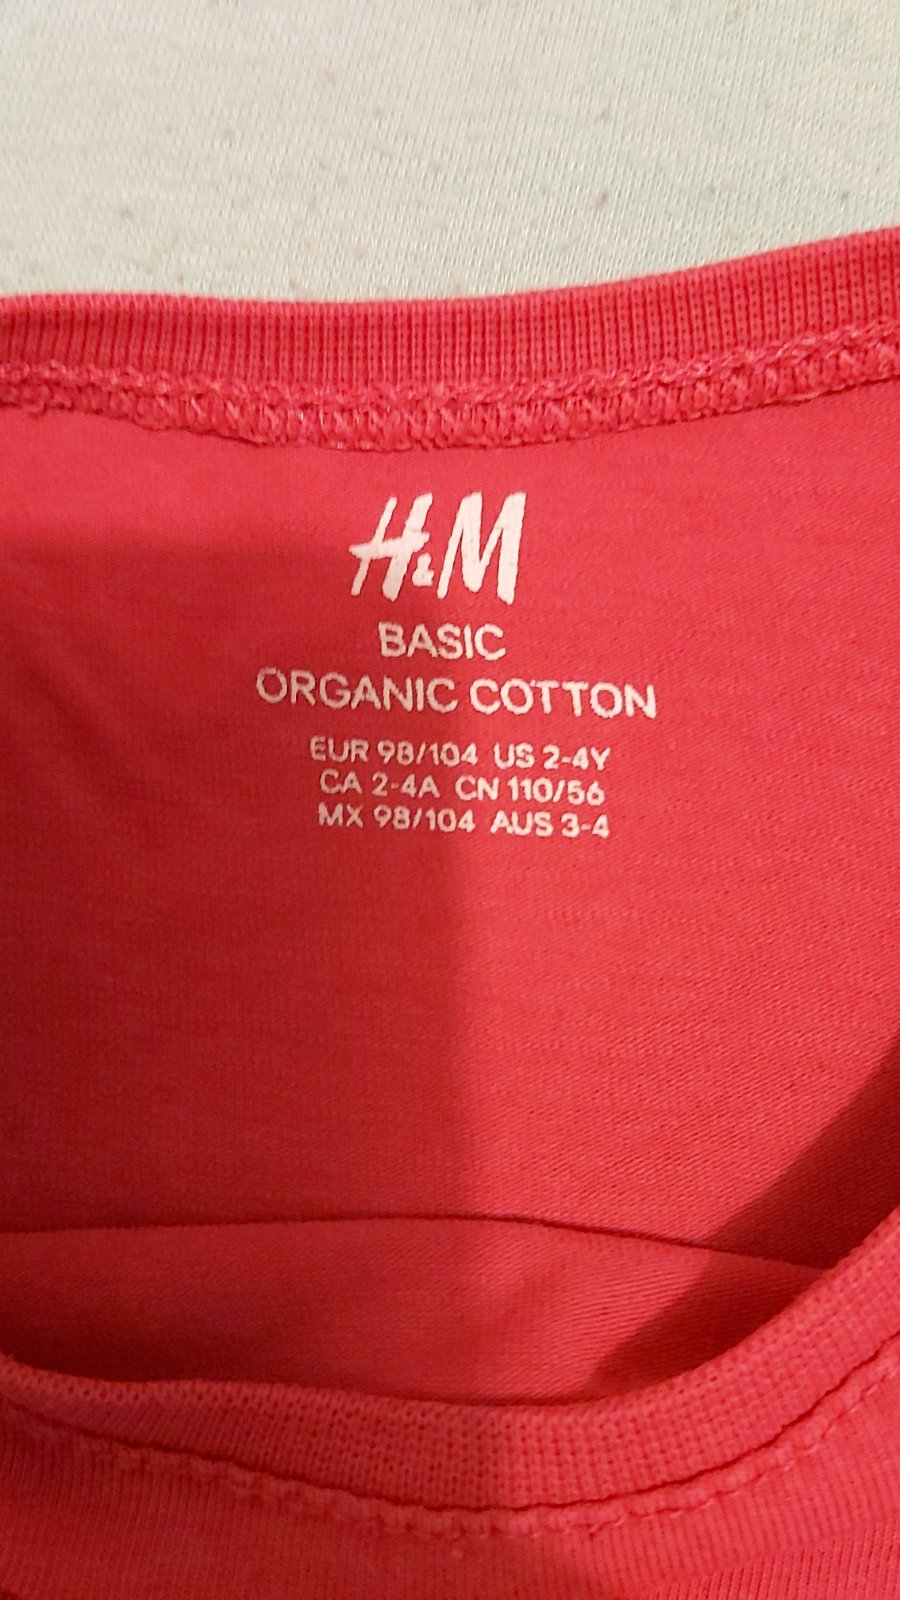 H&M
BASIC
ORGANIC COTTON
EUR 98/104 US 2-4Y
CA 2-4A CN 110/56
MX 98/104 AUS 3-4